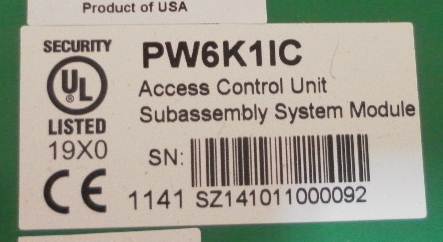 Product of USA
SECURITY
UL
LISTED
19X0
CE
PW6K1IC
Access Control Unit
Subassembly System Module
SN:
1141 SZ141011000092